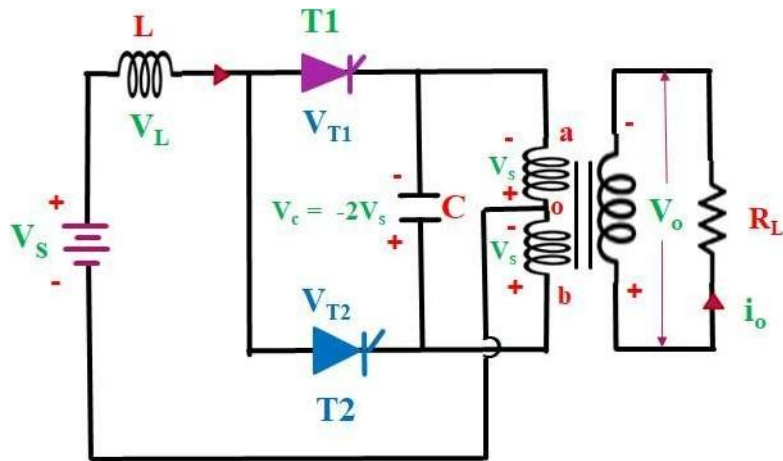 L
T1
V_L
V_T1
+
V_s
-
-
V_c = -2V_s
C
+
V_T2
T2
-
a
V_s
+
o
-
V_s
+
b
-
V_o
+
R_L
i_o